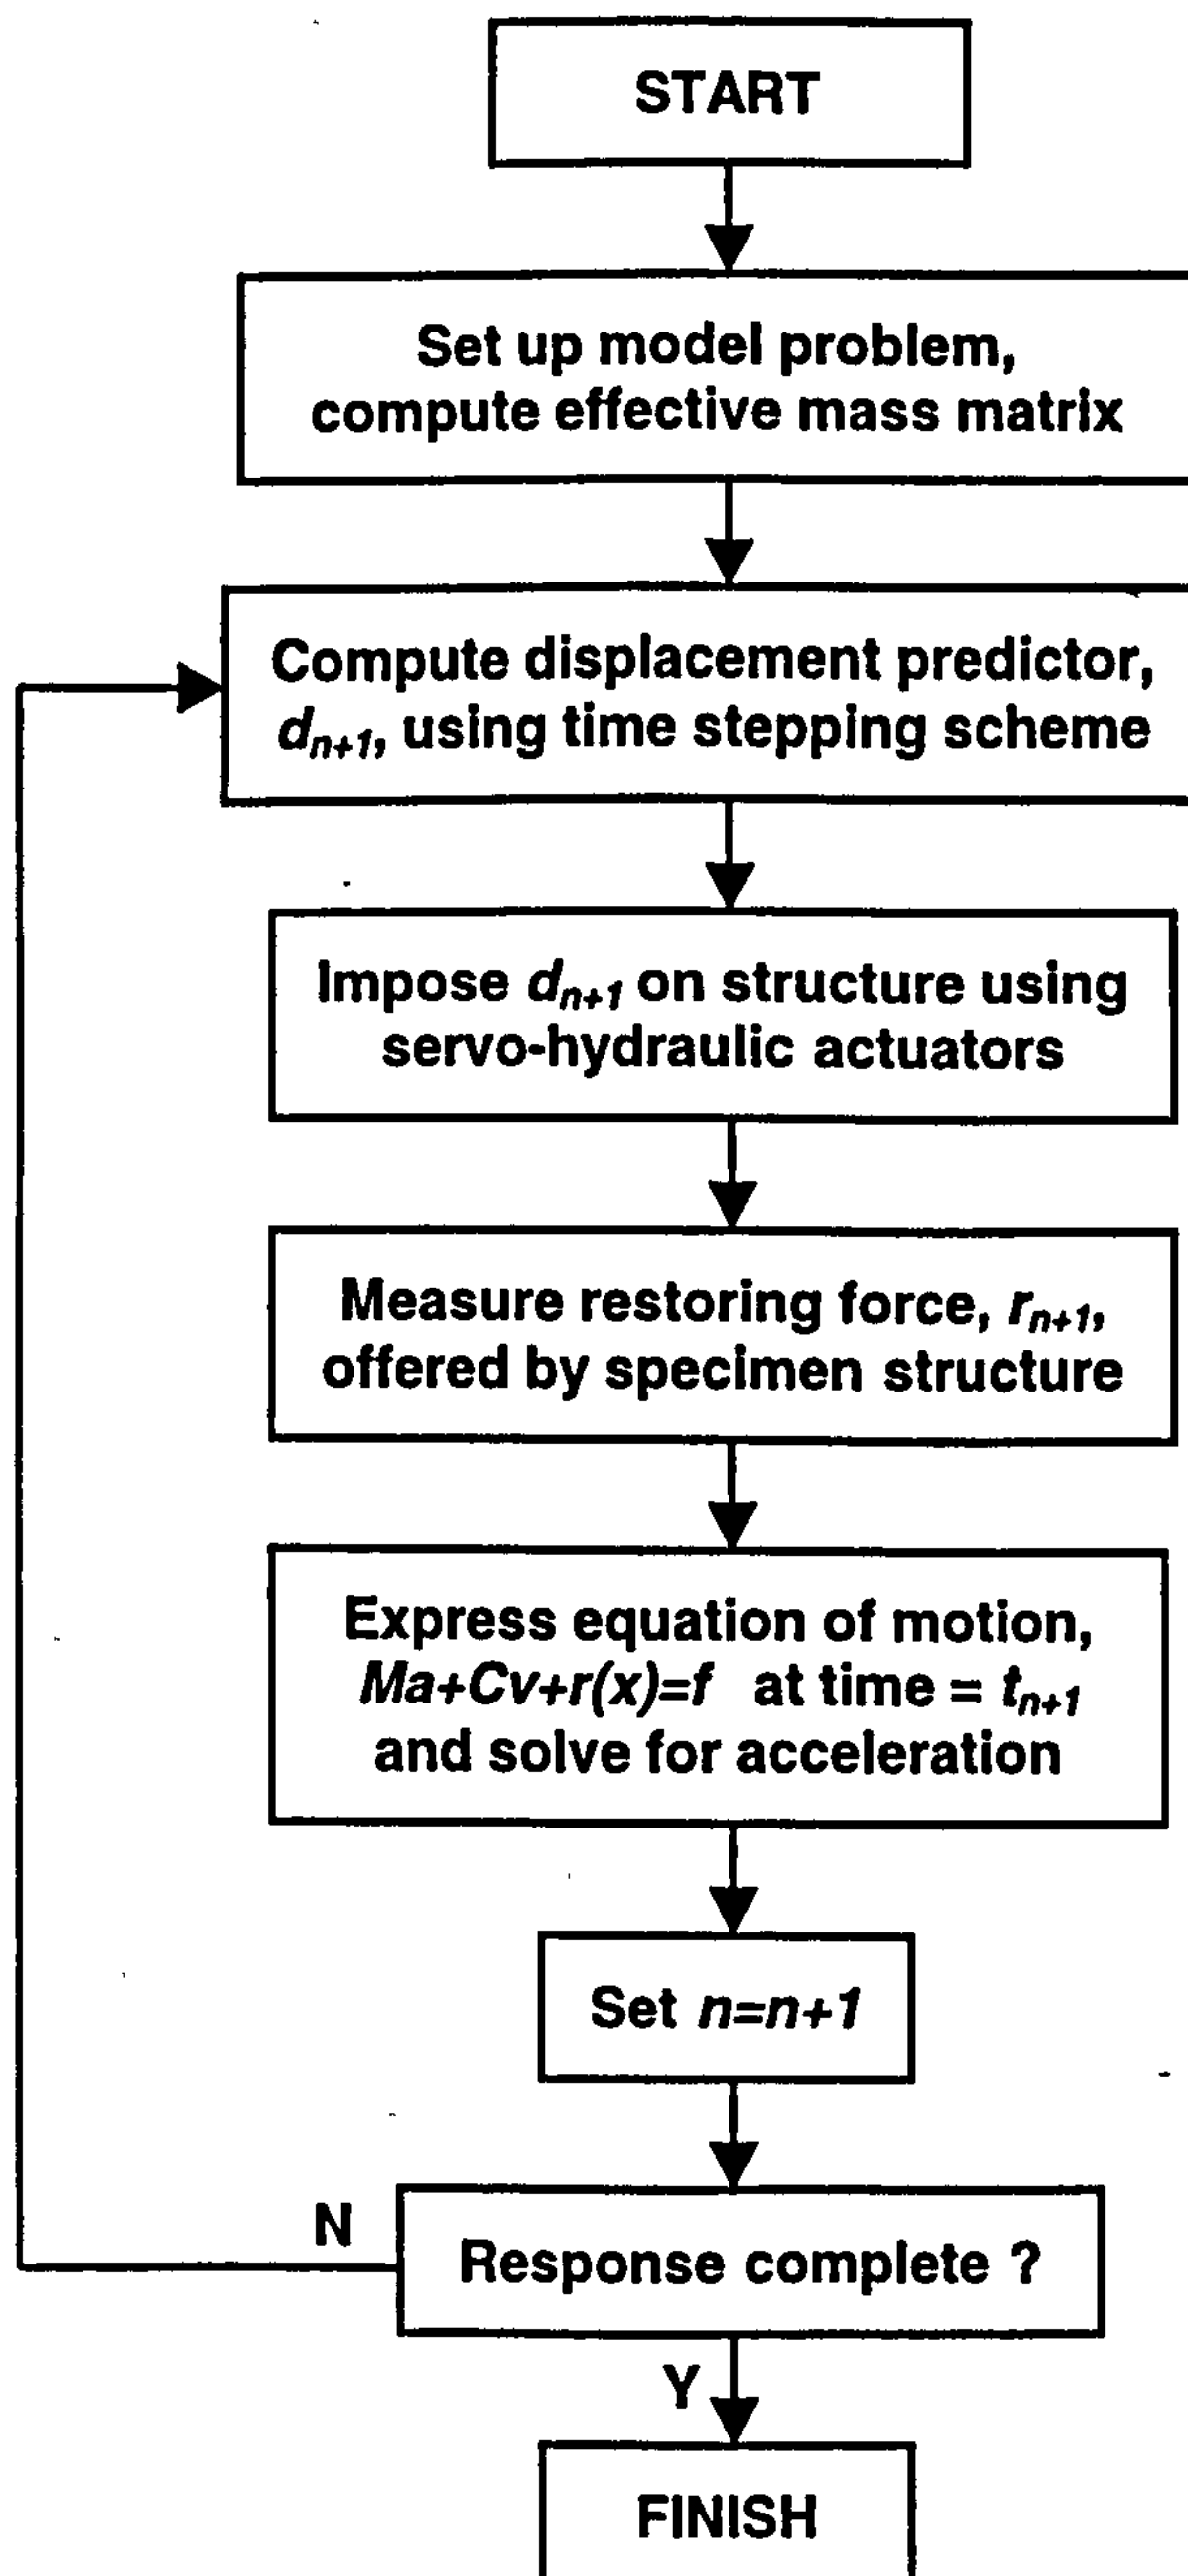 START
Set up model problem,
compute effective mass matrix
Compute displacement predictor,
dn+1, using time stepping scheme
Impose dn+1 on structure using
servo-hydraulic actuators
Measure restoring force, rn+1,
offered by specimen structure
Express equation of motion,
Ma+Cv+r(x)=f at time = tn+1
and solve for acceleration
Set n=n+1
N
Response complete ?
Y
FINISH